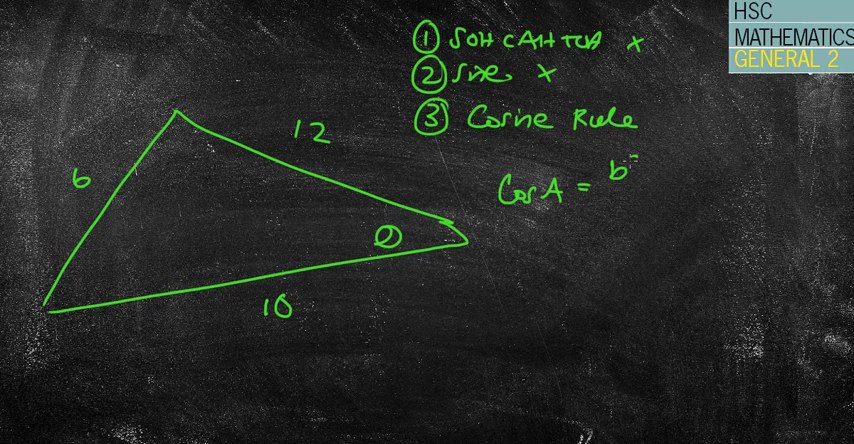 HSC
MATHEMATICS
GENERAL 2
① SOH CAH TOA ×
② Sine ×
③ Cosine Rule
12
6
Cos A = b
θ
10